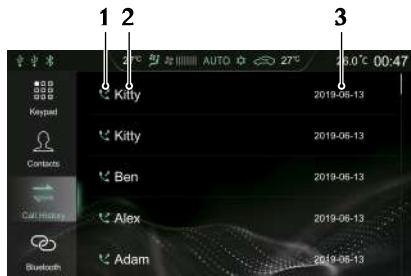 1 2 3
27°C AUTO 27°C 26.0°C 00:47
Keypad
Contacts
Call History
Bluetooth
Kitty 2019-06-13
Kitty 2019-06-13
Ben 2019-06-13
Alex 2019-06-13
Adam 2019-06-13